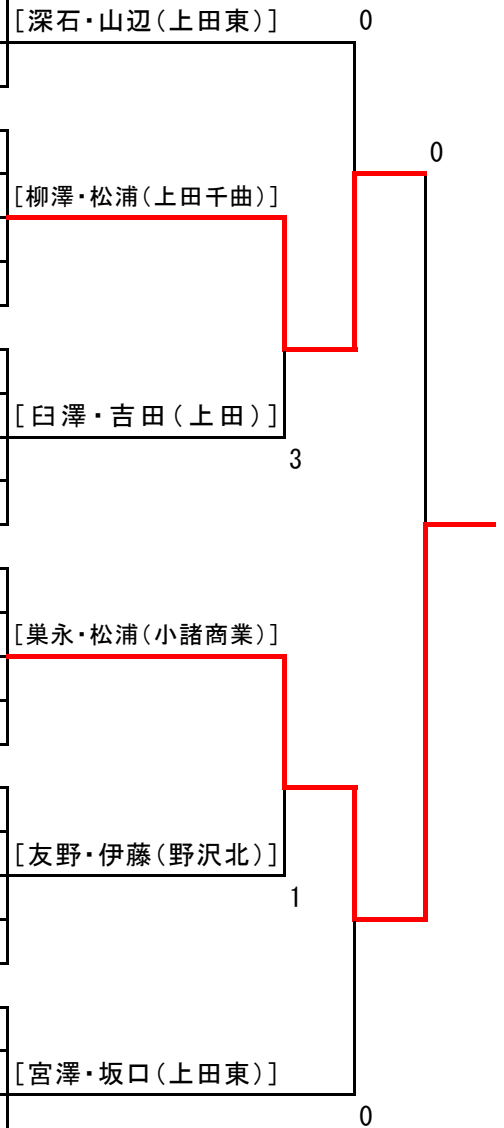 [深石・山辺(上田東)]
0
0
[柳澤・松浦(上田千曲)]
[臼澤・吉田(上田)]
3
[巣永・松浦(小諸商業)]
[友野・伊藤(野沢北)]
1
[宮澤・坂口(上田東)]
0